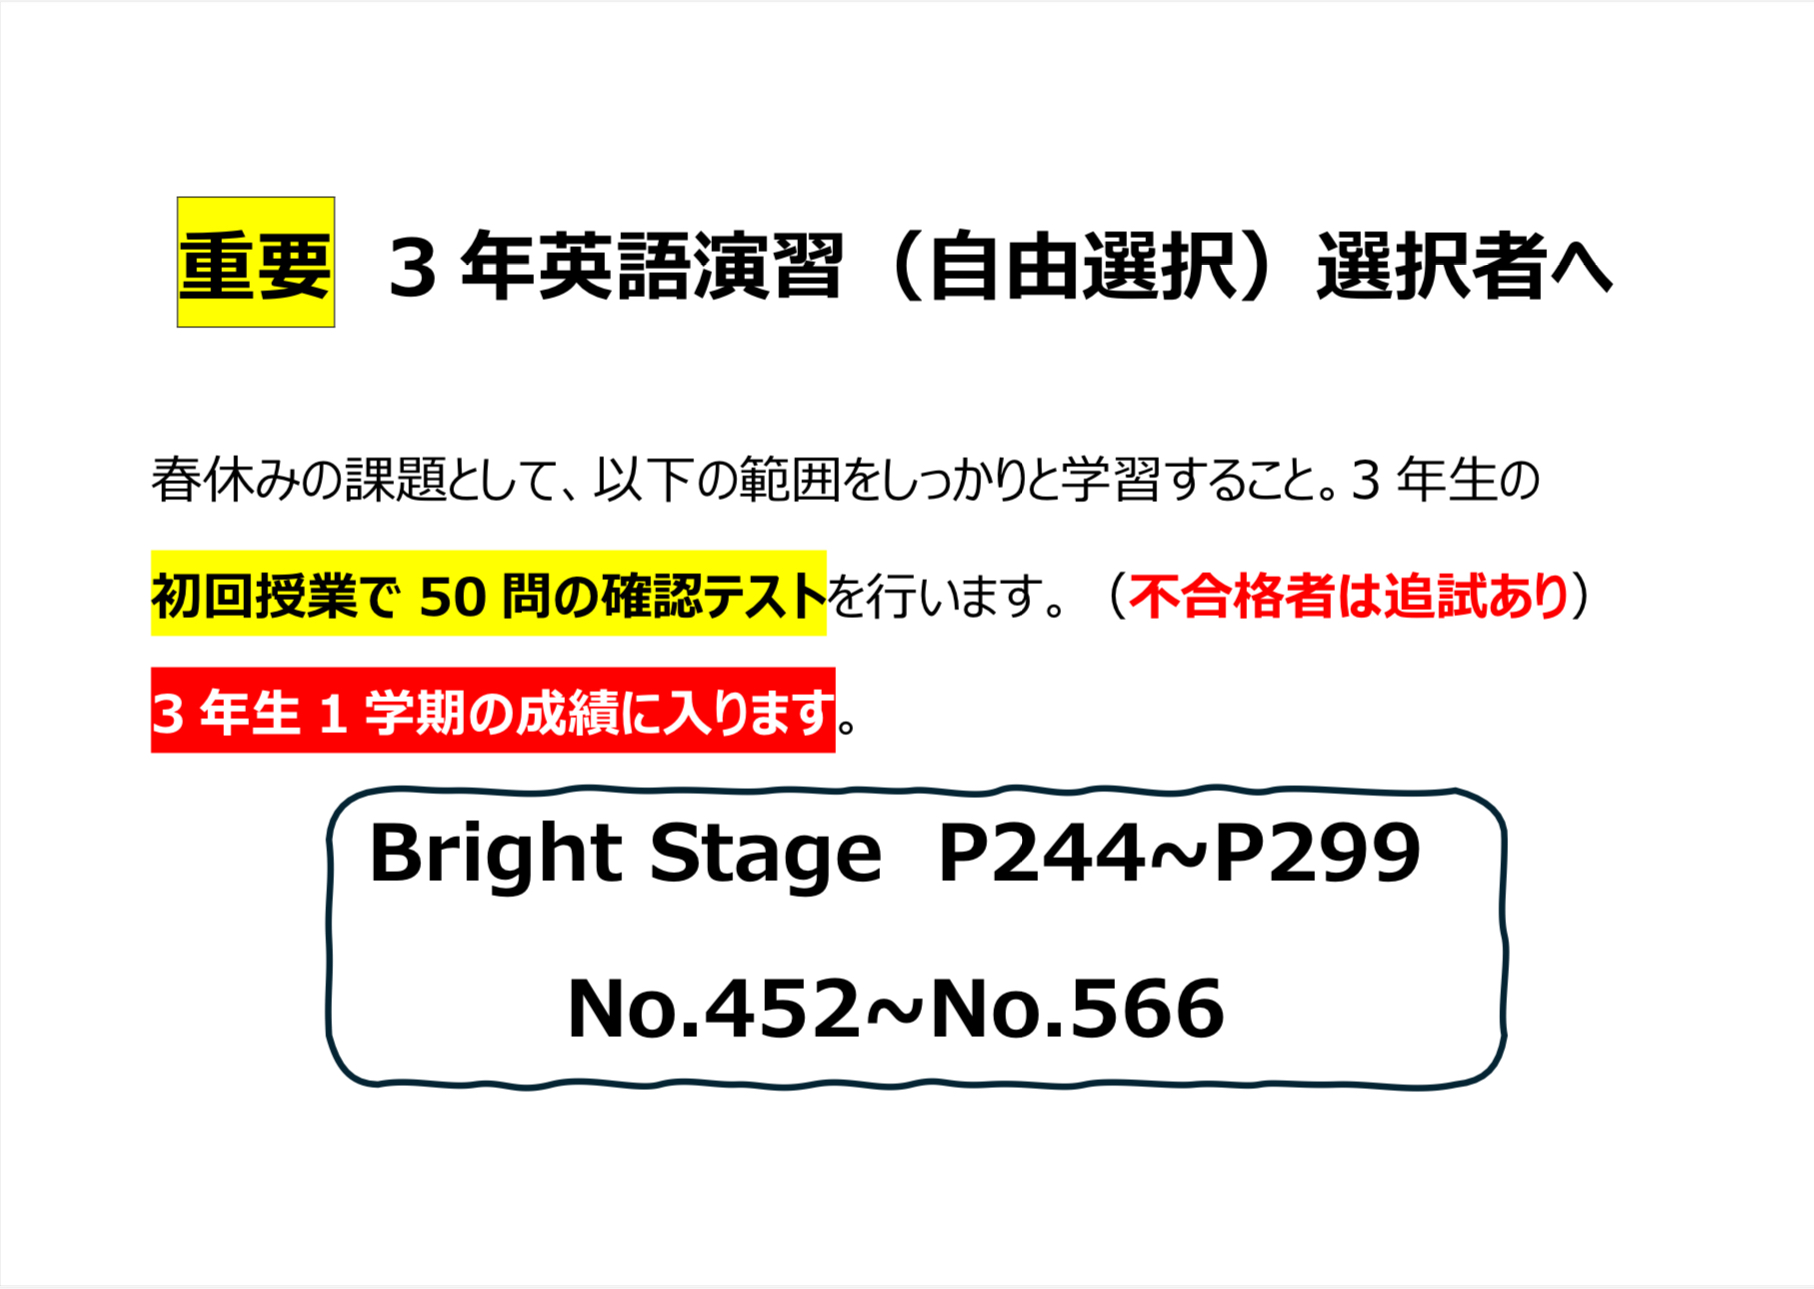 重要 3 年英語演習（自由選択）選択者へ
春休みの課題として、以下の範囲をしっかりと学習すること。3 年生の
初回授業で 50 問の確認テストを行います。（不合格者は追試あり）
3 年生 1 学期の成績に入ります。
Bright Stage P244~P299
No.452~No.566